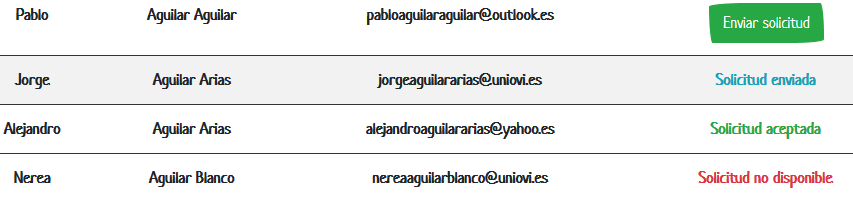 Pablo Aguilar Aguilar pabloaguilaraguilar@outlook.es Enviar solicitud
Jorge Aguilar Arias jorgeaguilararias@uniovi.es Solicitud enviada
Alejandro Aguilar Arias alejandroaguilararias@yahoo.es Solicitud aceptada
Nerea Aguilar Blanco nereaaguilarblanco@uniovi.es Solicitud no disponible